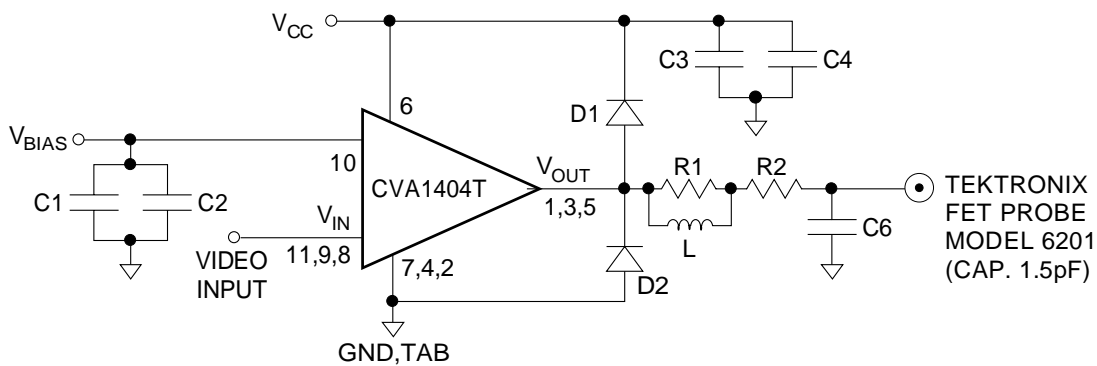 VCC
C3
C4
6
D1
VBIAS
10
CVA1404T
VOUT
1,3,5
R1
R2
C1
C2
VIN
11,9,8
VIDEO
INPUT
7,4,2
L
D2
C6
TEKTRONIX
FET PROBE
MODEL 6201
(CAP. 1.5pF)
GND,TAB